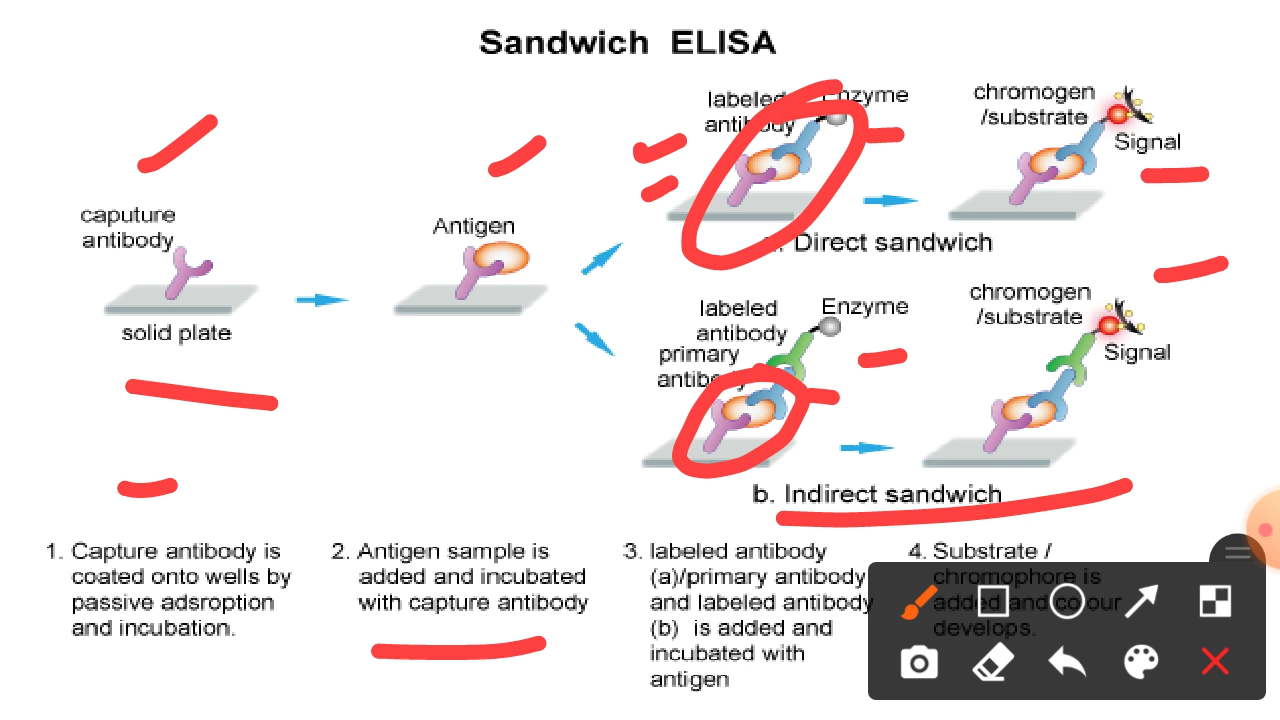 Sandwich ELISA
caputure
antibody
solid plate
Antigen
labeled
antibody
Enzyme
chromogen
/substrate
Signal
a. Direct sandwich
labeled
antibody
Enzyme
primary
antibody
chromogen
/substrate
Signal
b. Indirect sandwich
1. Capture antibody is
coated onto wells by
passive adsroption
and incubation.
2. Antigen sample is
added and incubated
with capture antibody
3. labeled antibody
(a)/primary antibody
and labeled antibody
(b) is added and
incubated with
antigen
4. Substrate /
chromophore is
added and colour
develops.